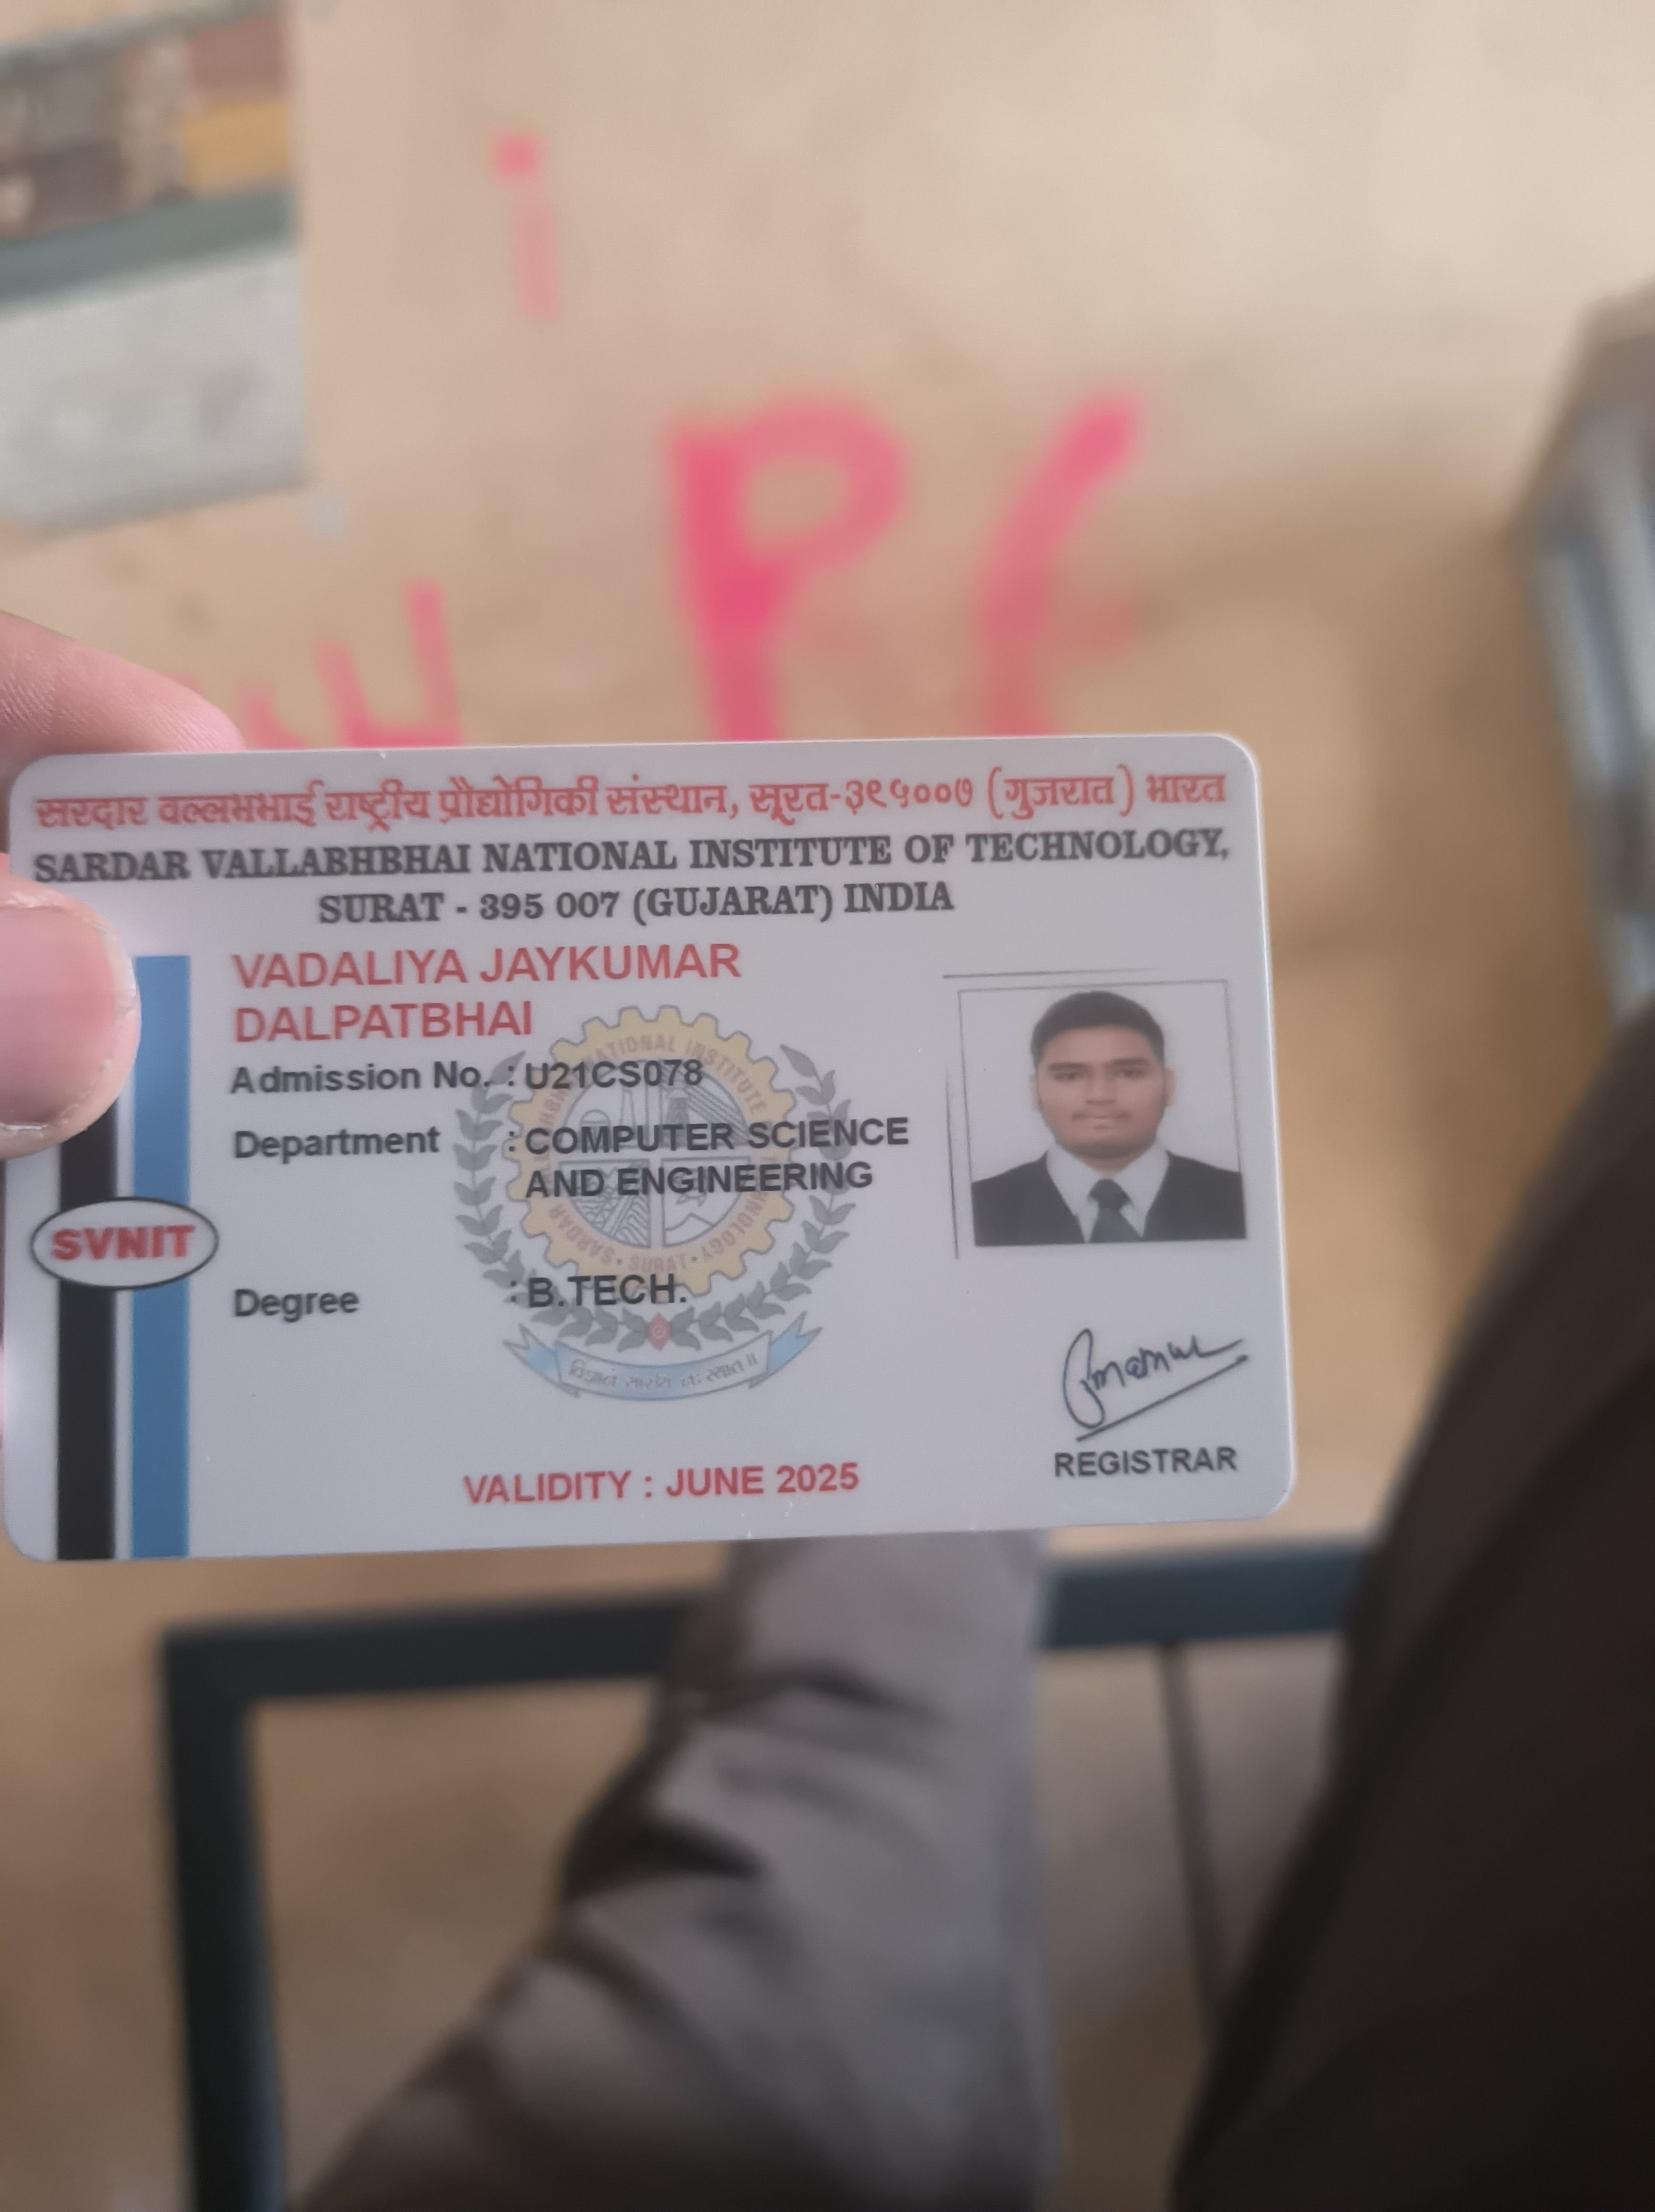 सरदार वल्लभभाई राष्ट्रीय प्रौद्योगिकी संस्थान, सूरत-३९५००७ (गुजरात) भारत
SARDAR VALLABHBHAI NATIONAL INSTITUTE OF TECHNOLOGY,
SURAT - 395 007 (GUJARAT) INDIA
VADALIYA JAYKUMAR
DALPATBHAI
Admission No. : U21CS078
Department : COMPUTER SCIENCE
AND ENGINEERING
SVNIT
Degree : B.TECH.
REGISTRAR
VALIDITY : JUNE 2025